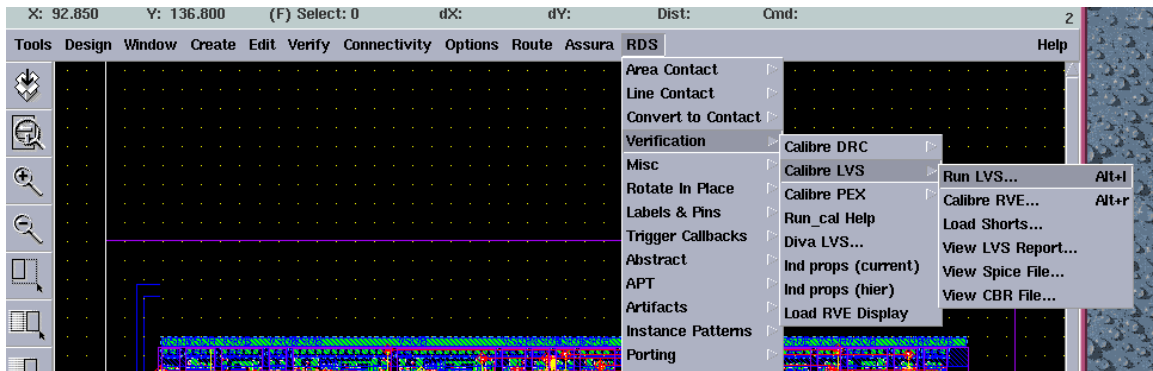 X: 92.850 Y: 136.800 (F) Select: 0 dX: dY: Dist: Cmd: 2
Tools Design Window Create Edit Verify Connectivity Options Route Assura RDS Help
Area Contact
Line Contact
Convert to Contact
Verification
Misc
Rotate In Place
Labels & Pins
Trigger Callbacks
Abstract
APT
Artifacts
Instance Patterns
Porting
Calibre DRC
Calibre LVS
Calibre PEX
Run_cal Help
Diva LVS...
Ind props (current)
Ind props (hier)
Load RVE Display
Run LVS... Alt+l
Calibre RVE... Alt+r
Load Shorts...
View LVS Report...
View Spice File...
View CBR File...